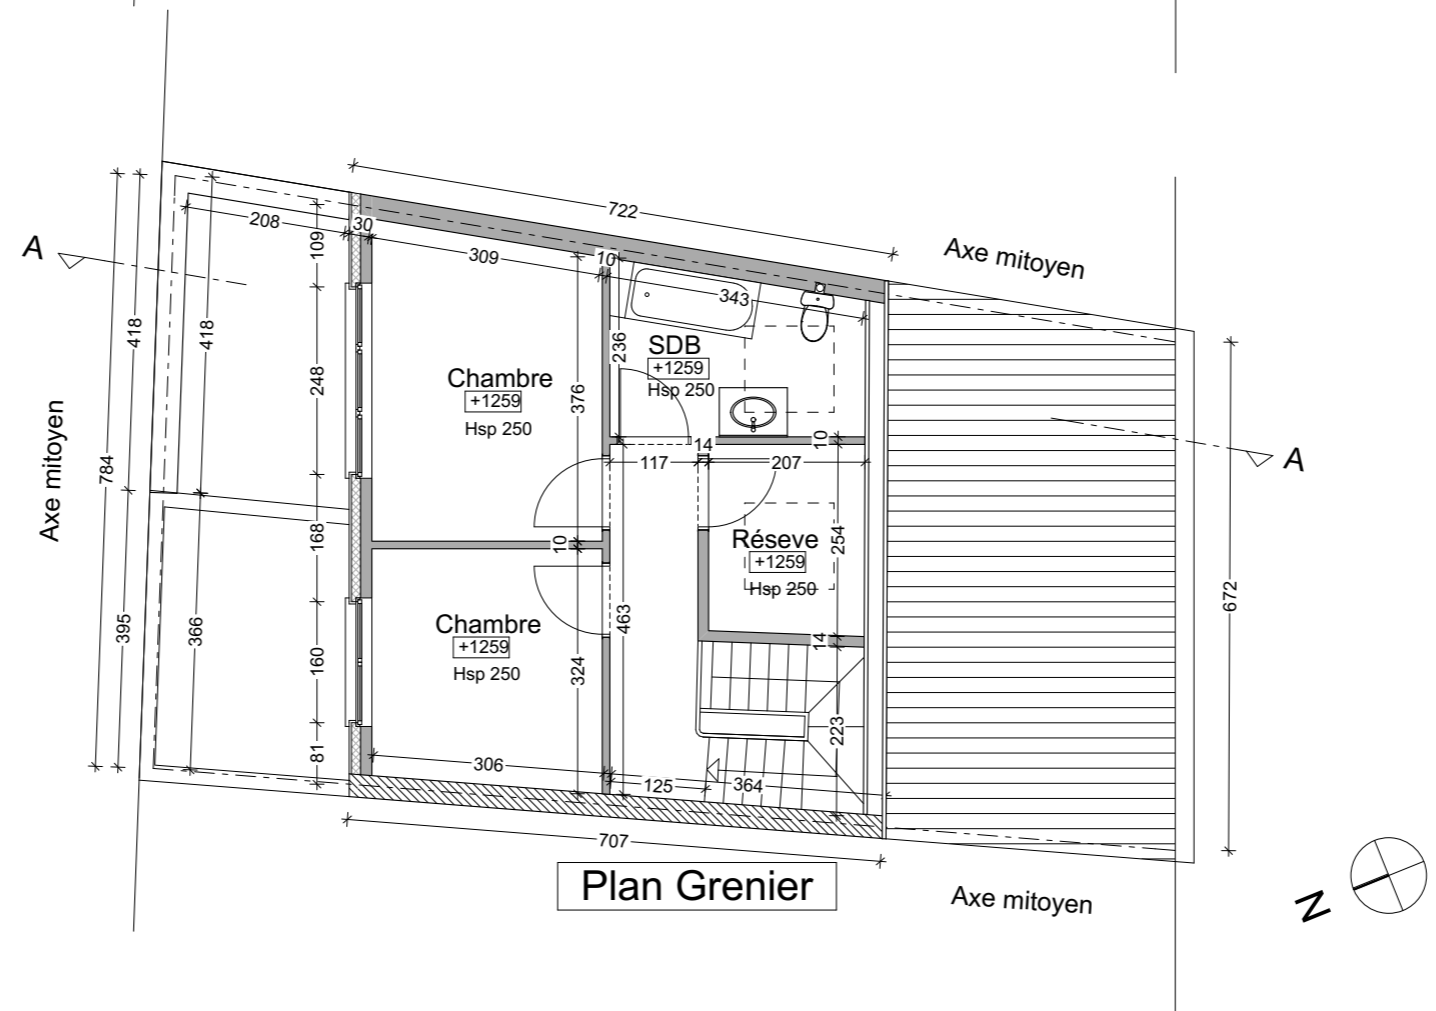 722
Axe mitoyen
A
208
30
109
309
10
343
418
418
236
SDB
+1259
Hsp 250
Chambre
+1259
Hsp 250
248
376
Axe mitoyen
784
14
10
117
207
A
168
10
Réseve
+1259
Hsp 250
254
672
395
366
463
Chambre
+1259
Hsp 250
160
324
14
223
81
306
125
364
707
Plan Grenier
Axe mitoyen
N